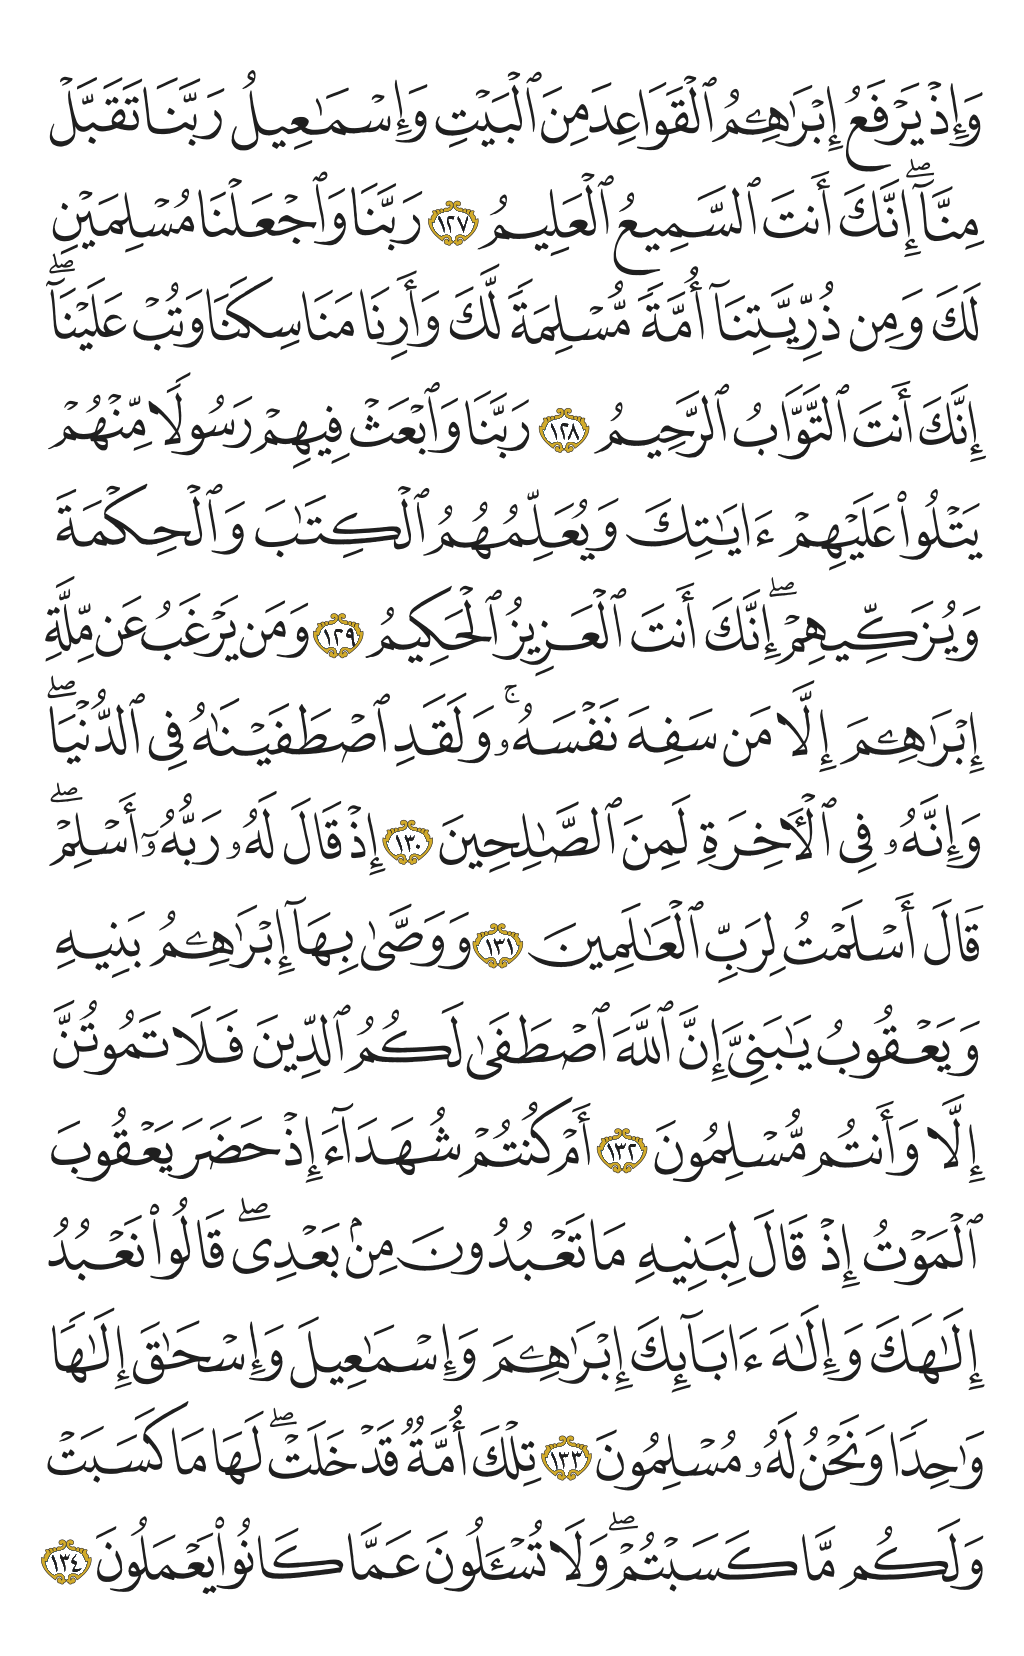 وَإِذْ يَرْفَعُ إِبْرَٰهِـۧمُ ٱلْقَوَاعِدَ مِنَ ٱلْبَيْتِ وَإِسْمَـٰعِيلُ رَبَّنَا تَقَبَّلْ
مِنَّآ ۖ إِنَّكَ أَنتَ ٱلسَّمِيعُ ٱلْعَلِيمُ ١٢٧ رَبَّنَا وَٱجْعَلْنَا مُسْلِمَيْنِ
لَكَ وَمِن ذُرِّيَّتِنَآ أُمَّةً مُّسْلِمَةً لَّكَ وَأَرِنَا مَنَاسِكَنَا وَتُبْ عَلَيْنَآ ۖ
إِنَّكَ أَنتَ ٱلتَّوَّابُ ٱلرَّحِيمُ ١٢٨ رَبَّنَا وَٱبْعَثْ فِيهِمْ رَسُولًا مِّنْهُمْ
يَتْلُوا۟ عَلَيْهِمْ ءَايَـٰتِكَ وَيُعَلِّمُهُمُ ٱلْكِتَـٰبَ وَٱلْحِكْمَةَ
وَيُزَكِّيهِمْ ۖ إِنَّكَ أَنتَ ٱلْعَزِيزُ ٱلْحَكِيمُ ١٢٩ وَمَن يَرْغَبُ عَن مِّلَّةِ
إِبْرَٰهِـۧمَ إِلَّا مَن سَفِهَ نَفْسَهُۥ ۚ وَلَقَدِ ٱصْطَفَيْنَـٰهُ فِى ٱلدُّنْيَا ۖ
وَإِنَّهُۥ فِى ٱلْـَٔاخِرَةِ لَمِنَ ٱلصَّـٰلِحِينَ ١٣٠ إِذْ قَالَ لَهُۥ رَبُّهُۥٓ أَسْلِمْ ۖ
قَالَ أَسْلَمْتُ لِرَبِّ ٱلْعَـٰلَمِينَ ١٣١ وَوَصَّىٰ بِهَآ إِبْرَٰهِـۧمُ بَنِيهِ
وَيَعْقُوبُ يَـٰبَنِىَّ إِنَّ ٱللَّهَ ٱصْطَفَىٰ لَكُمُ ٱلدِّينَ فَلَا تَمُوتُنَّ
إِلَّا وَأَنتُم مُّسْلِمُونَ ١٣٢ أَمْ كُنتُمْ شُهَدَآءَ إِذْ حَضَرَ يَعْقُوبَ
ٱلْمَوْتُ إِذْ قَالَ لِبَنِيهِ مَا تَعْبُدُونَ مِنۢ بَعْدِى ۖ قَالُوا۟ نَعْبُدُ
إِلَـٰهَكَ وَإِلَـٰهَ ءَابَآئِكَ إِبْرَٰهِـۧمَ وَإِسْمَـٰعِيلَ وَإِسْحَـٰقَ إِلَـٰهًا
وَٰحِدًا وَنَحْنُ لَهُۥ مُسْلِمُونَ ١٣٣ تِلْكَ أُمَّةٌ قَدْ خَلَتْ ۖ لَهَا مَا كَسَبَتْ
وَلَكُم مَّا كَسَبْتُمْ ۖ وَلَا تُسْـَٔلُونَ عَمَّا كَانُوا۟ يَعْمَلُونَ ١٣٤